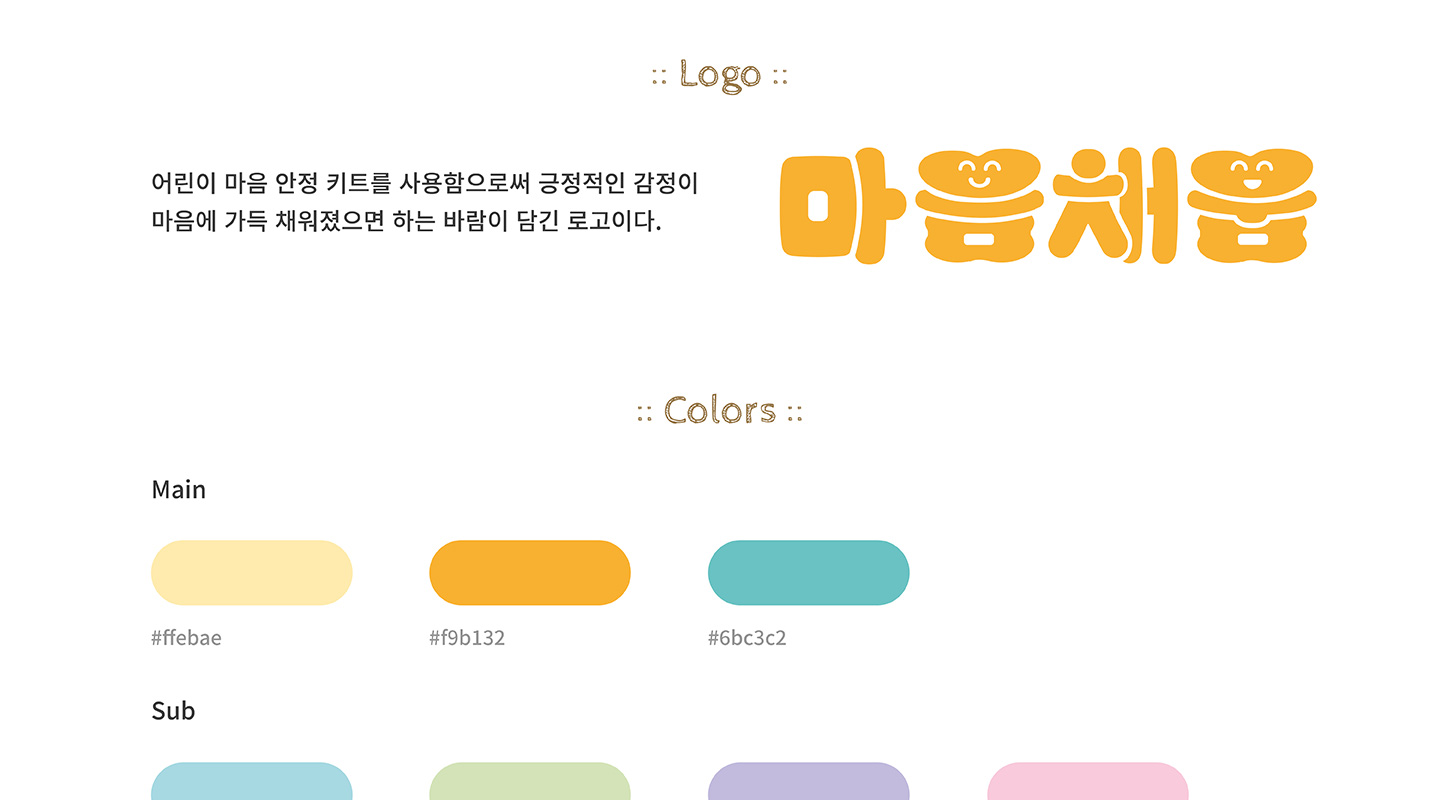 :: Logo ::
어린이 마음 안정 키트를 사용함으로써 긍정적인 감정이
마음에 가득 채워졌으면 하는 바람이 담긴 로고이다.
마음채음
:: Colors ::
Main
#ffebae
#f9b132
#6bc3c2
Sub